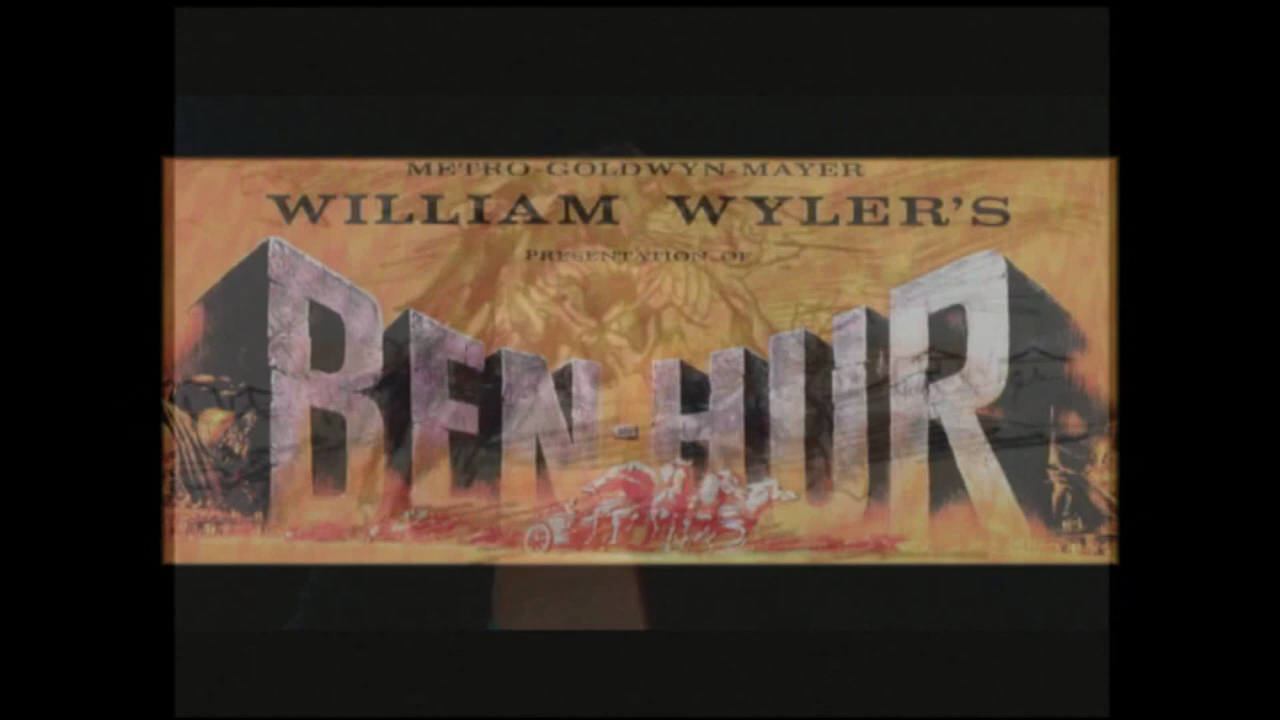 METRO-GOLDWYN-MAYER
WILLIAM WYLER'S
PRESENTATION OF
BEN-HUR